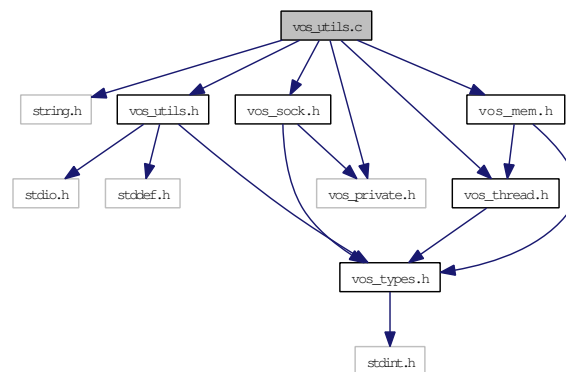 vos_utils.c
string.h
vos_utils.h
vos_sock.h
vos_mem.h
stdio.h
stddef.h
vos_private.h
vos_thread.h
vos_types.h
stdint.h